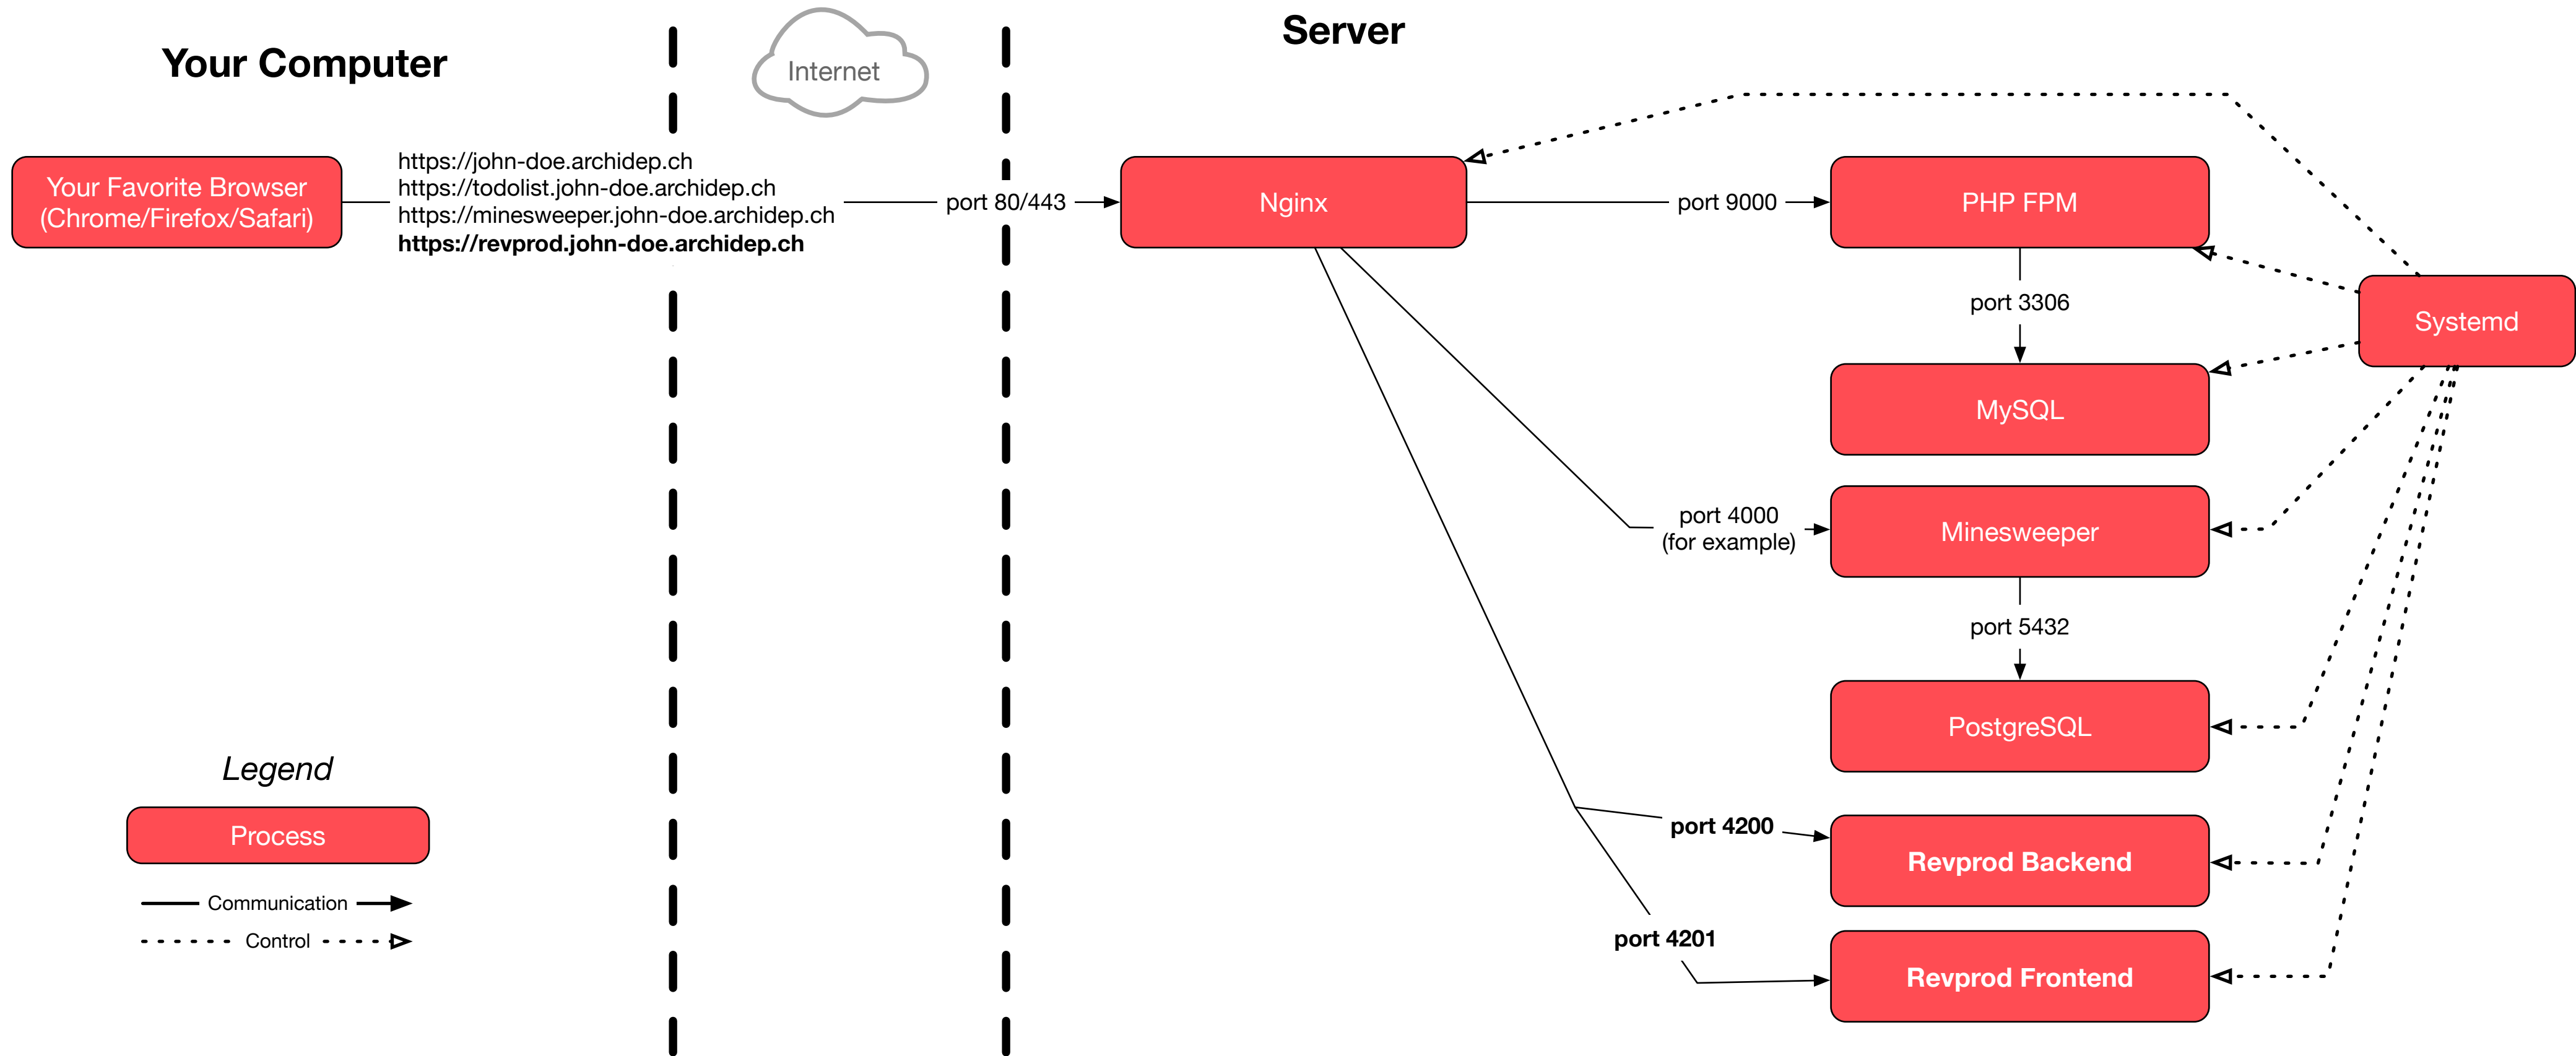 Your Computer
Internet
Server
Your Favorite Browser
(Chrome/Firefox/Safari)
https://john-doe.archidep.ch
https://todolist.john-doe.archidep.ch
https://minesweeper.john-doe.archidep.ch
https://revprod.john-doe.archidep.ch
port 80/443
Nginx
port 9000
PHP FPM
port 3306
Systemd
MySQL
port 4000
(for example)
Minesweeper
port 5432
PostgreSQL
port 4200
Revprod Backend
port 4201
Revprod Frontend
Legend
Process
Communication
Control